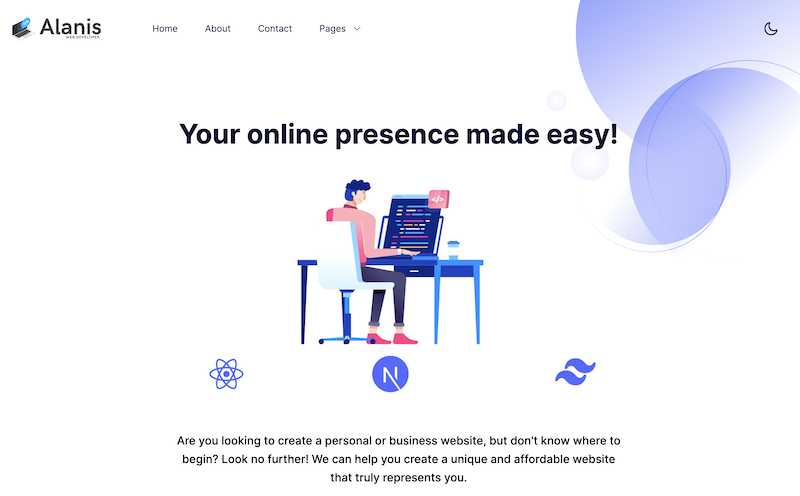 Alanis
WEB DEVELOPER
Home About Contact Pages
Your online presence made easy!
</>
N
Are you looking to create a personal or business website, but don't know where to
begin? Look no further! We can help you create a unique and affordable website
that truly represents you.